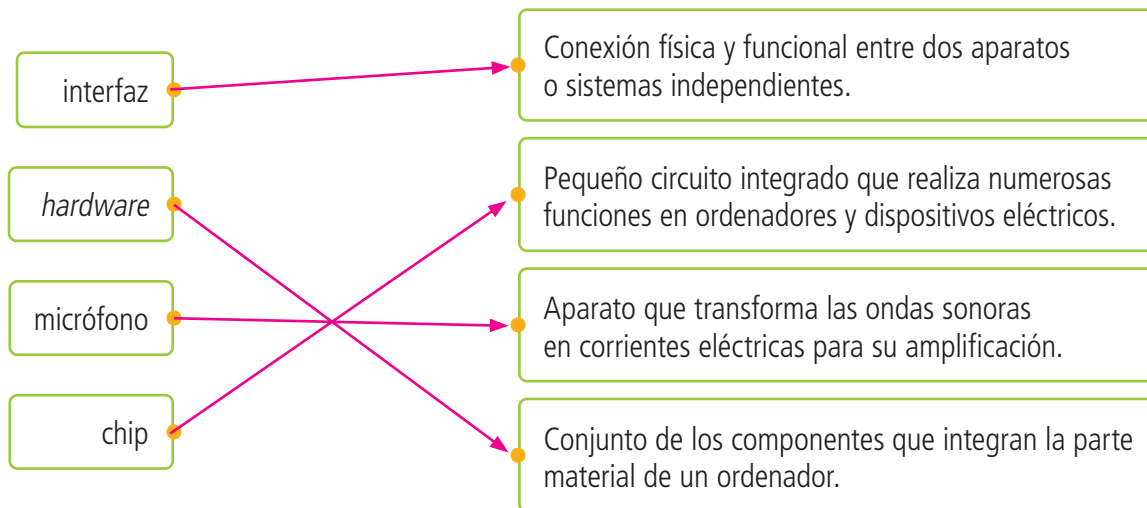 interfaz
hardware
micrófono
chip
Conexión física y funcional entre dos aparatos
o sistemas independientes.
Pequeño circuito integrado que realiza numerosas
funciones en ordenadores y dispositivos eléctricos.
Aparato que transforma las ondas sonoras
en corrientes eléctricas para su amplificación.
Conjunto de los componentes que integran la parte
material de un ordenador.